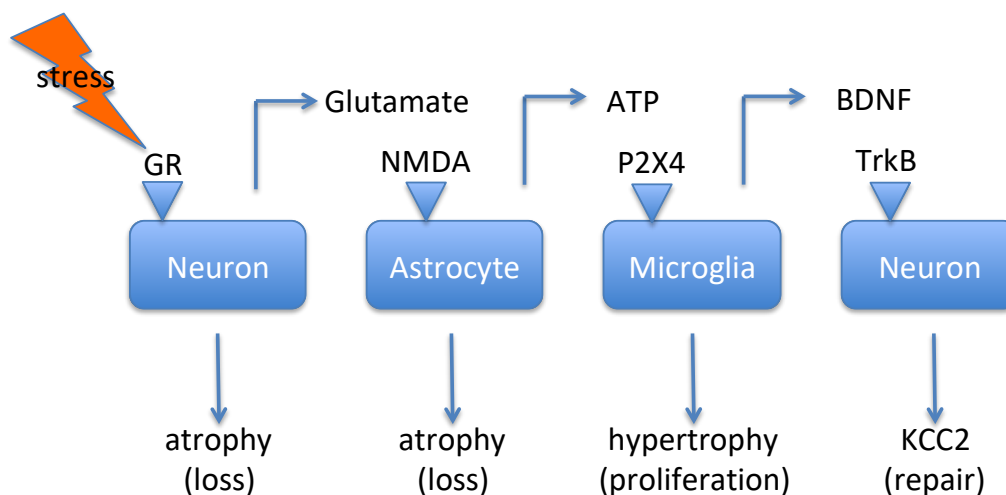 stress
Glutamate
ATP
BDNF
GR
NMDA
P2X4
TrkB
Neuron
Astrocyte
Microglia
Neuron
atrophy
(loss)
atrophy
(loss)
hypertrophy
(proliferation)
KCC2
(repair)